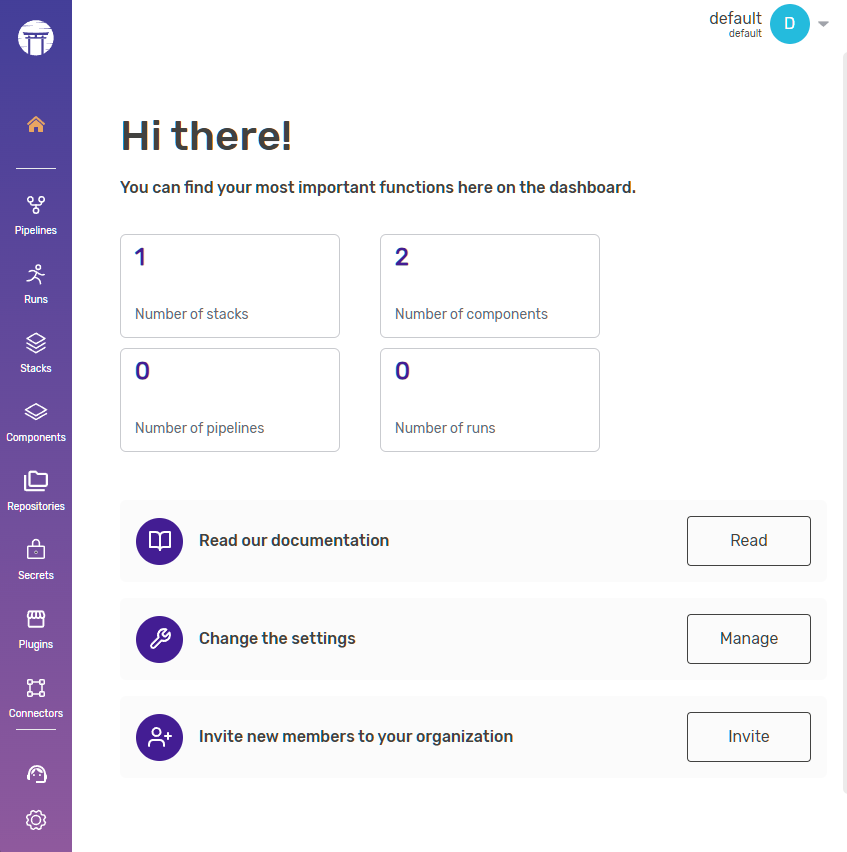 default
default
D
Hi there!
You can find your most important functions here on the dashboard.
1
Number of stacks
2
Number of components
0
Number of pipelines
0
Number of runs
Read our documentation
Read
Change the settings
Manage
Invite new members to your organization
Invite
Pipelines
Runs
Stacks
Components
Repositories
Secrets
Plugins
Connectors